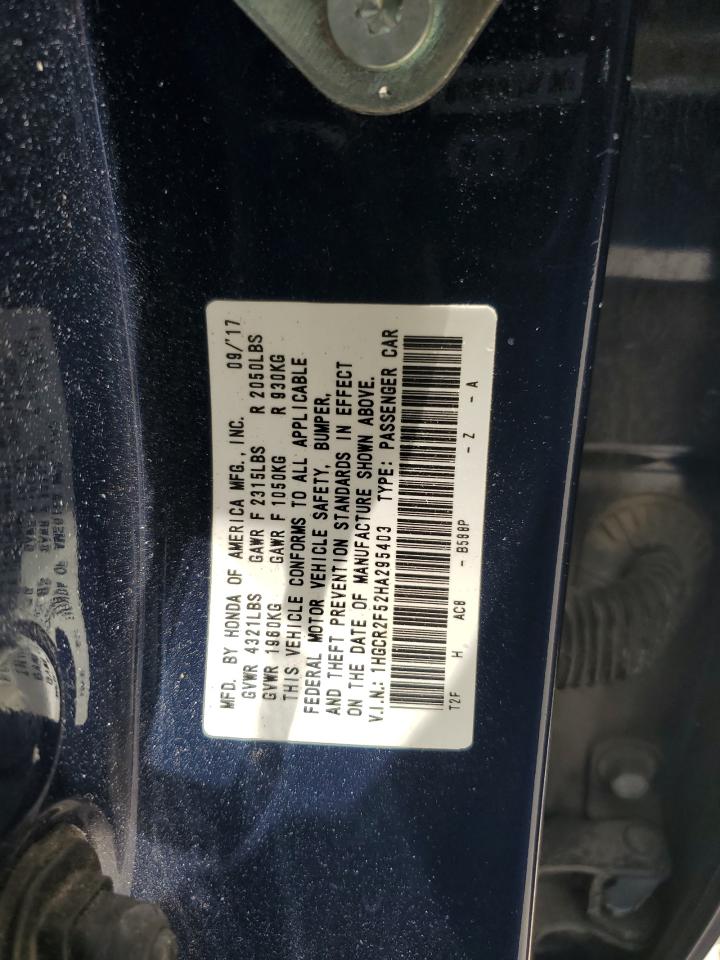 MFD. BY HONDA OF AMERICA MFG., INC. 09/17
GVWR 4321LBS GAWR F 2315LBS R 2050LBS
GVWR 1960KG GAWR F 1050KG R 930KG
THIS VEHICLE CONFORMS TO ALL APPLICABLE
FEDERAL MOTOR VEHICLE SAFETY, BUMPER,
AND THEFT PREVENTION STANDARDS IN EFFECT
ON THE DATE OF MANUFACTURE SHOWN ABOVE.
V.I.N.: 1HGCR2F52HA295403 TYPE: PASSENGER CAR
T2F H AC8 - B588P - Z - A